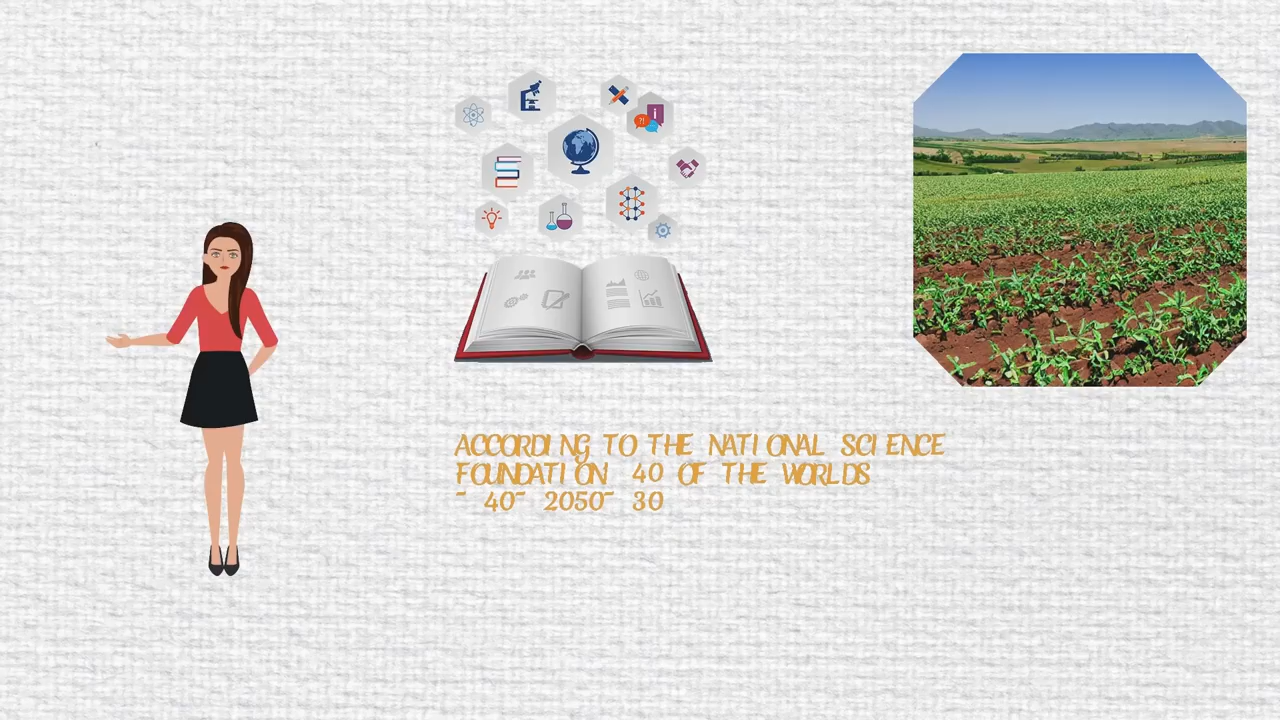 ACCORDING TO THE NATIONAL SCIENCE
FOUNDATION 40 OF THE WORLDS
~ 40~ 2050~ 30